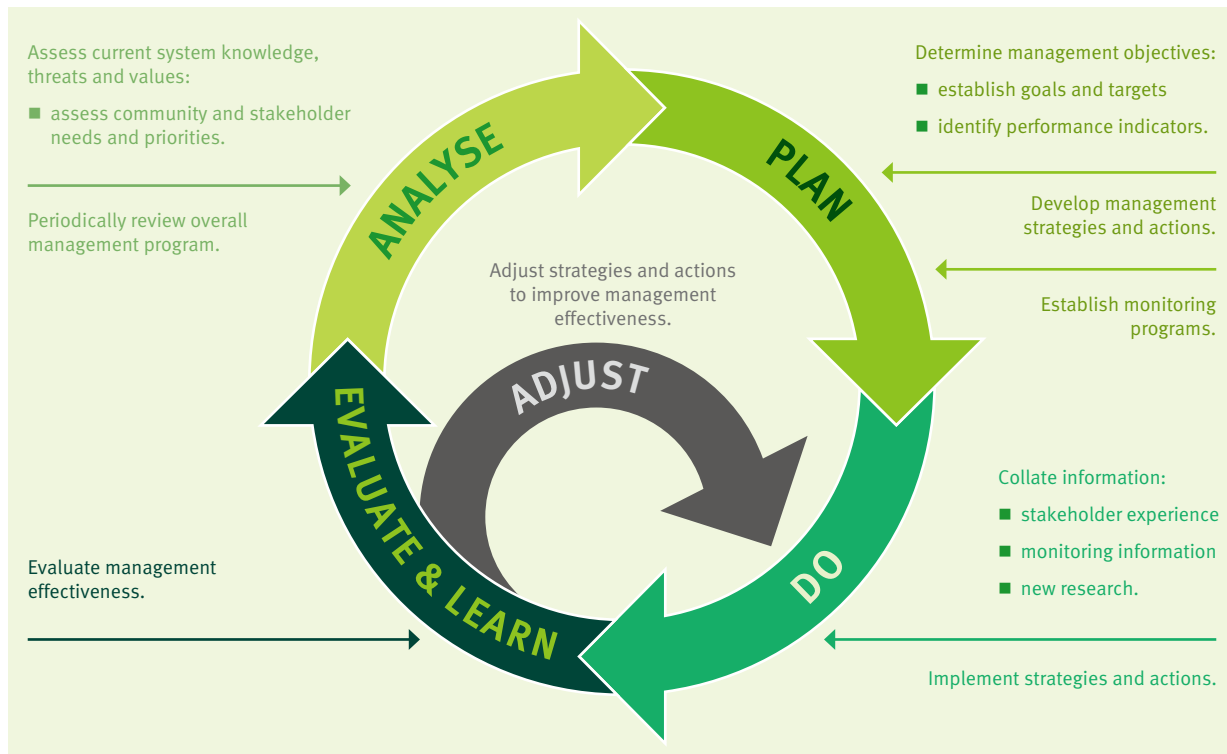 Assess current system knowledge,
threats and values:
■ assess community and stakeholder
needs and priorities.
Periodically review overall
management program.
ANALYSE
PLAN
Determine management objectives:
■ establish goals and targets
■ identify performance indicators.
Develop management
strategies and actions.
Establish monitoring
programs.
Adjust strategies and actions
to improve management
effectiveness.
ADJUST
EVALUATE & LEARN
DO
Collate information:
■ stakeholder experience
■ monitoring information
■ new research.
Implement strategies and actions.
Evaluate management
effectiveness.